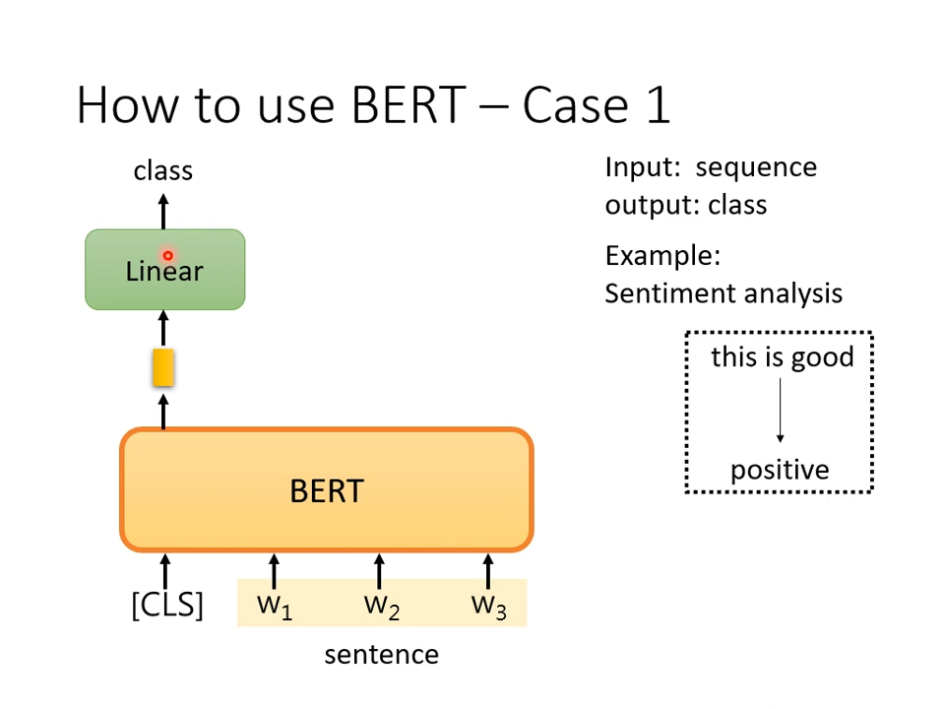 How to use BERT – Case 1
class
Linear
BERT
[CLS] w₁ w₂ w₃
sentence
Input: sequence
output: class
Example:
Sentiment analysis
this is good
positive